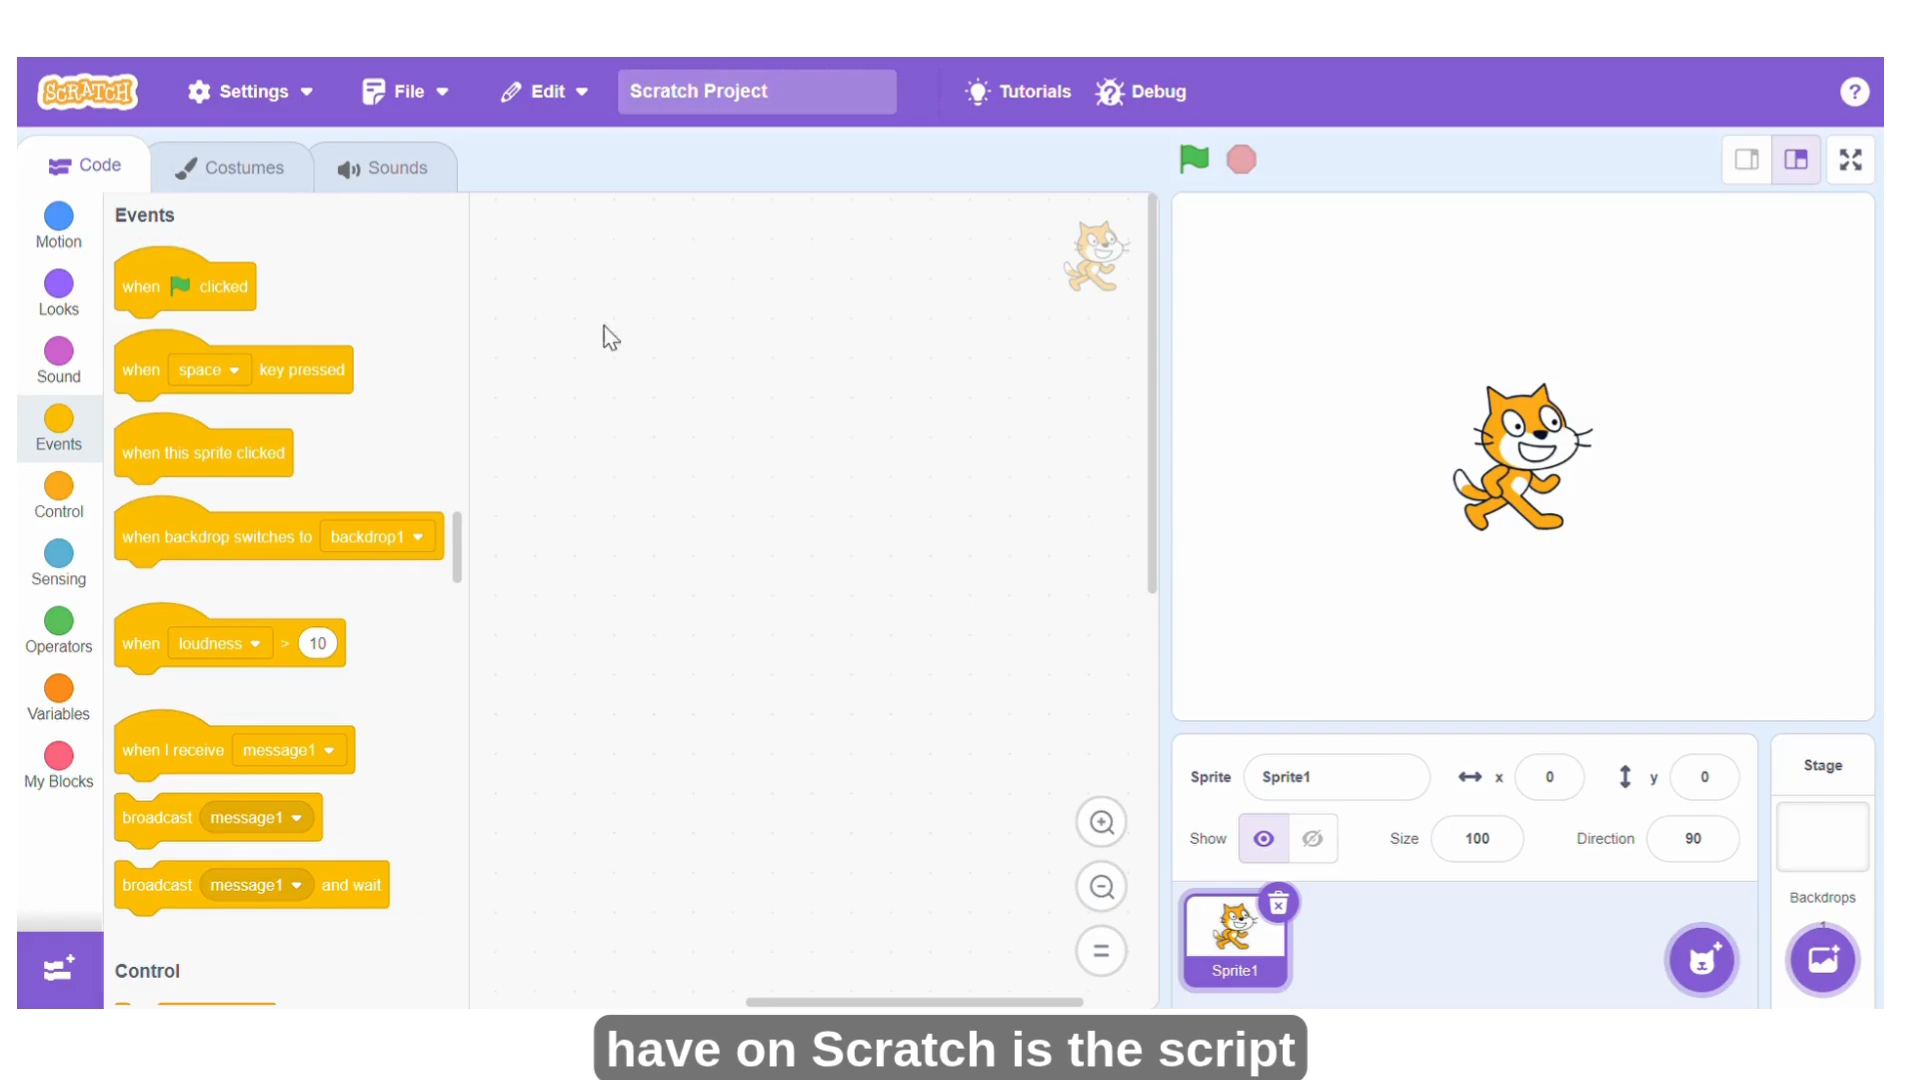 SCRATCH
Settings
File
Edit
Scratch Project
Tutorials
Debug
?
Code
Costumes
Sounds
Motion
Looks
Sound
Events
Control
Sensing
Operators
Variables
My Blocks
Events
when clicked
when space key pressed
when this sprite clicked
when backdrop switches to backdrop1
when loudness > 10
when I receive message1
broadcast message1
broadcast message1 and wait
Control
Sprite Sprite1 x 0 y 0
Show Size 100 Direction 90
Sprite1
Stage
Backdrops
have on Scratch is the script